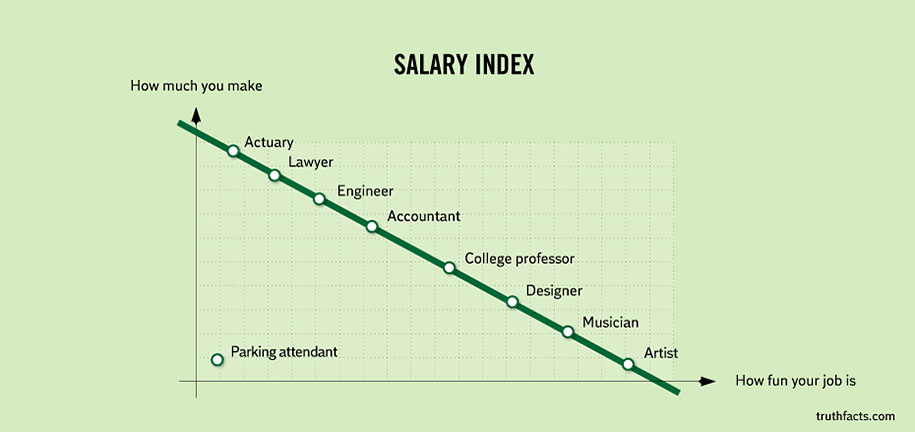 SALARY INDEX
How much you make
Actuary
Lawyer
Engineer
Accountant
College professor
Designer
Musician
Artist
Parking attendant
How fun your job is
truthfacts.com